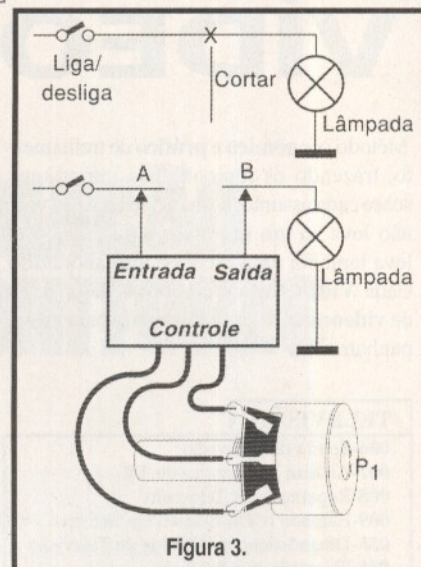 X
Liga/
desliga
Cortar
Lâmpada
A
B
Lâmpada
Entrada Saída
Controle
P1
Figura 3.